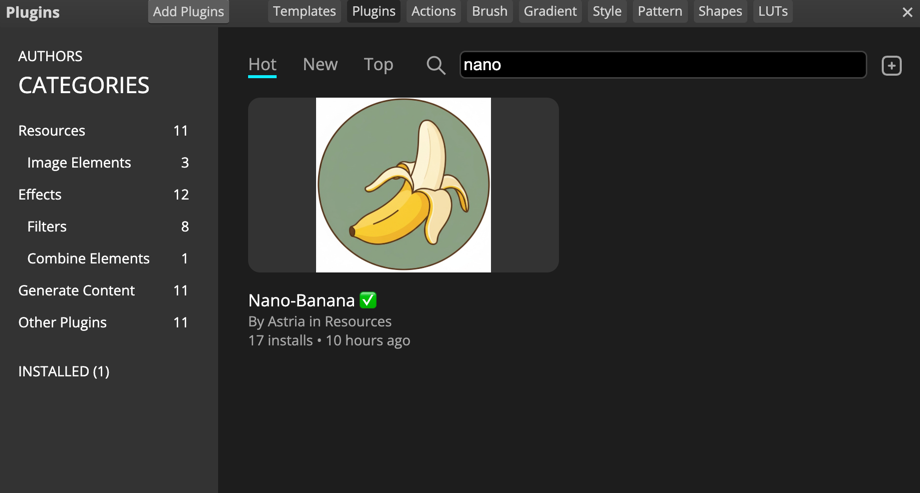 Plugins Add Plugins Templates Plugins Actions Brush Gradient Style Pattern Shapes LUTs ✕
AUTHORS
CATEGORIES
Resources 11
Image Elements 3
Effects 12
Filters 8
Combine Elements 1
Generate Content 11
Other Plugins 11
INSTALLED (1)
Hot New Top nano
Nano-Banana ✅
By Astria in Resources
17 installs • 10 hours ago